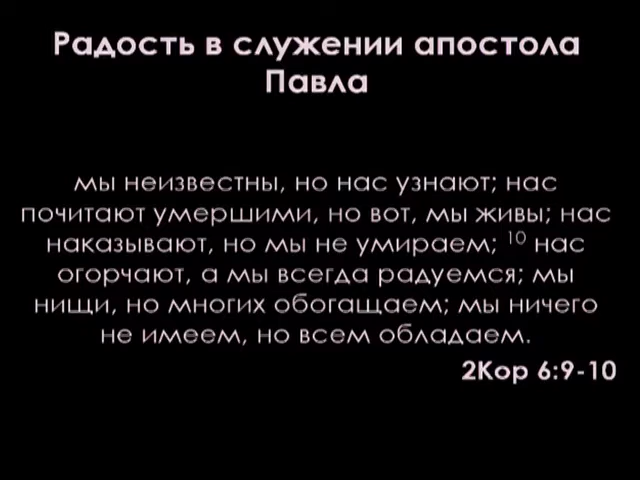 Радость в служении апостола
Павла
мы неизвестны, но нас узнают; нас
почитают умершими, но вот, мы живы; нас
наказывают, но мы не умираем; 10 нас
огорчают, а мы всегда радуемся; мы
нищи, но многих обогащаем; мы ничего
не имеем, но всем обладаем.
2Кор 6:9-10